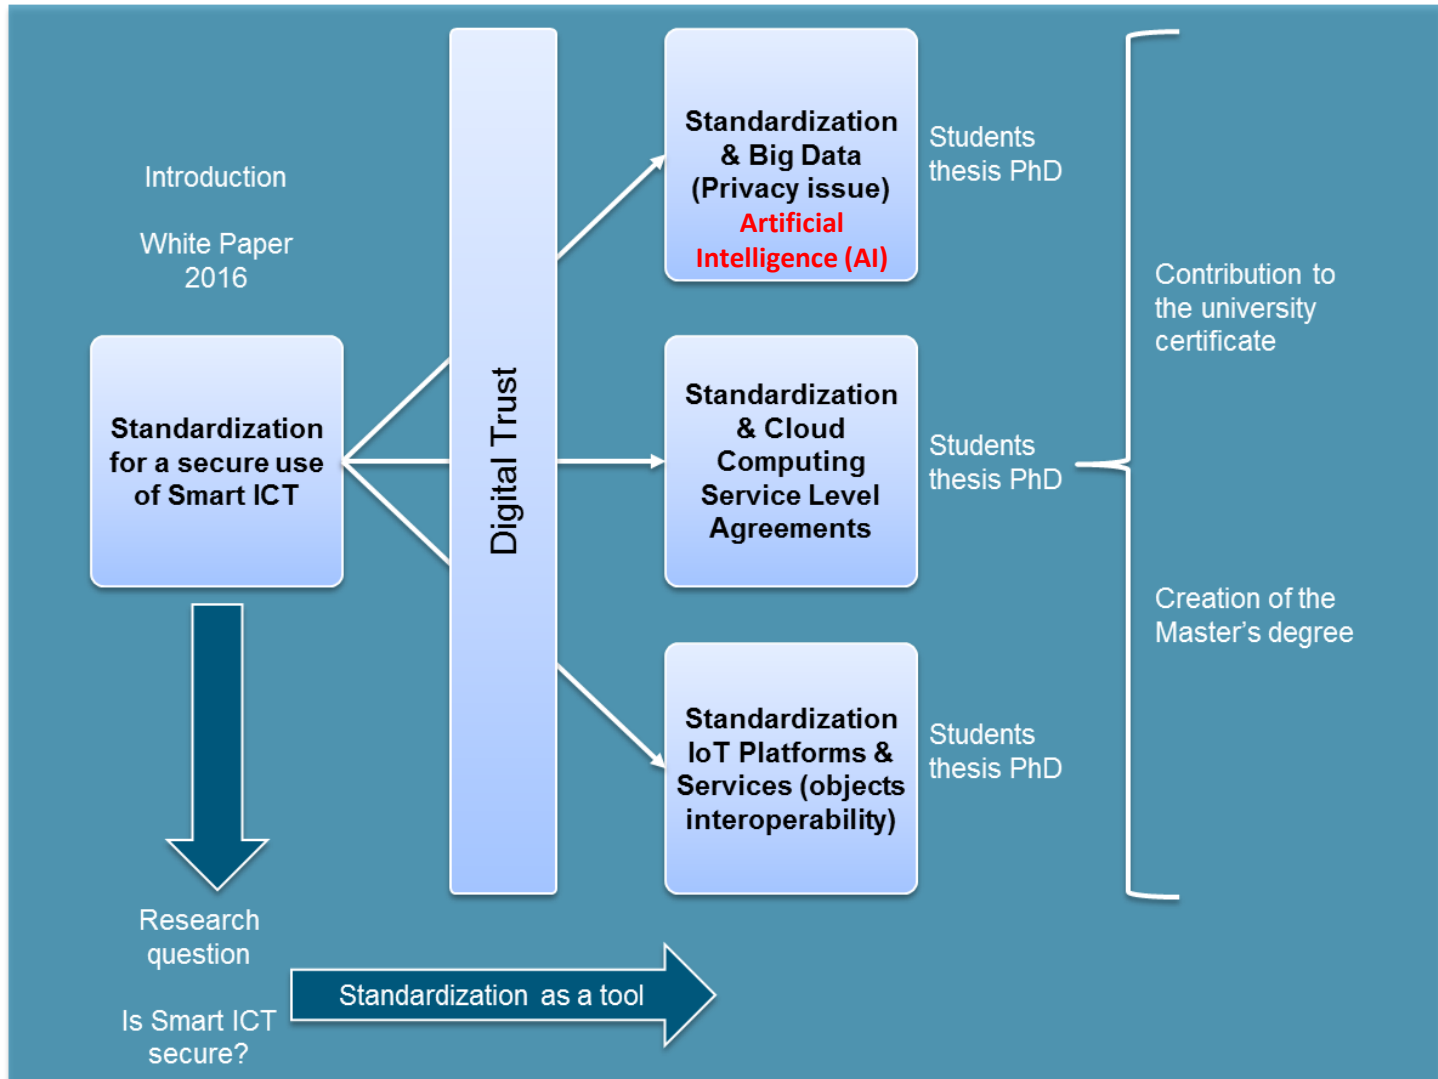 Introduction
White Paper
2016
Standardization
for a secure use
of Smart ICT
Research
question
Is Smart ICT
secure?
Standardization as a tool
Digital Trust
Standardization
& Big Data
(Privacy issue)
Artificial
Intelligence (AI)
Students
thesis PhD
Standardization
& Cloud
Computing
Service Level
Agreements
Students
thesis PhD
Standardization
IoT Platforms &
Services (objects
interoperability)
Students
thesis PhD
Contribution to
the university
certificate
Creation of the
Master’s degree